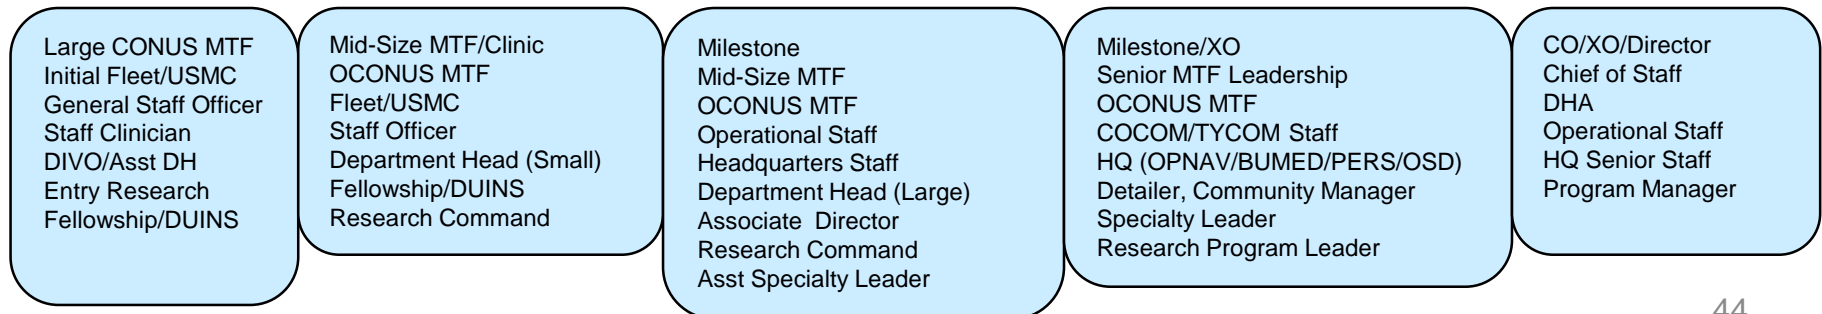 Large CONUS MTF
Initial Fleet/USMC
General Staff Officer
Staff Clinician
DIVO/Asst DH
Entry Research
Fellowship/DUINS
Mid-Size MTF/Clinic
OCONUS MTF
Fleet/USMC
Staff Officer
Department Head (Small)
Fellowship/DUINS
Research Command
Milestone
Mid-Size MTF
OCONUS MTF
Operational Staff
Headquarters Staff
Department Head (Large)
Associate Director
Research Command
Asst Specialty Leader
Milestone/XO
Senior MTF Leadership
OCONUS MTF
COCOM/TYCOM Staff
HQ (OPNAV/BUMED/PERS/OSD)
Detailer, Community Manager
Specialty Leader
Research Program Leader
CO/XO/Director
Chief of Staff
DHA
Operational Staff
HQ Senior Staff
Program Manager
44